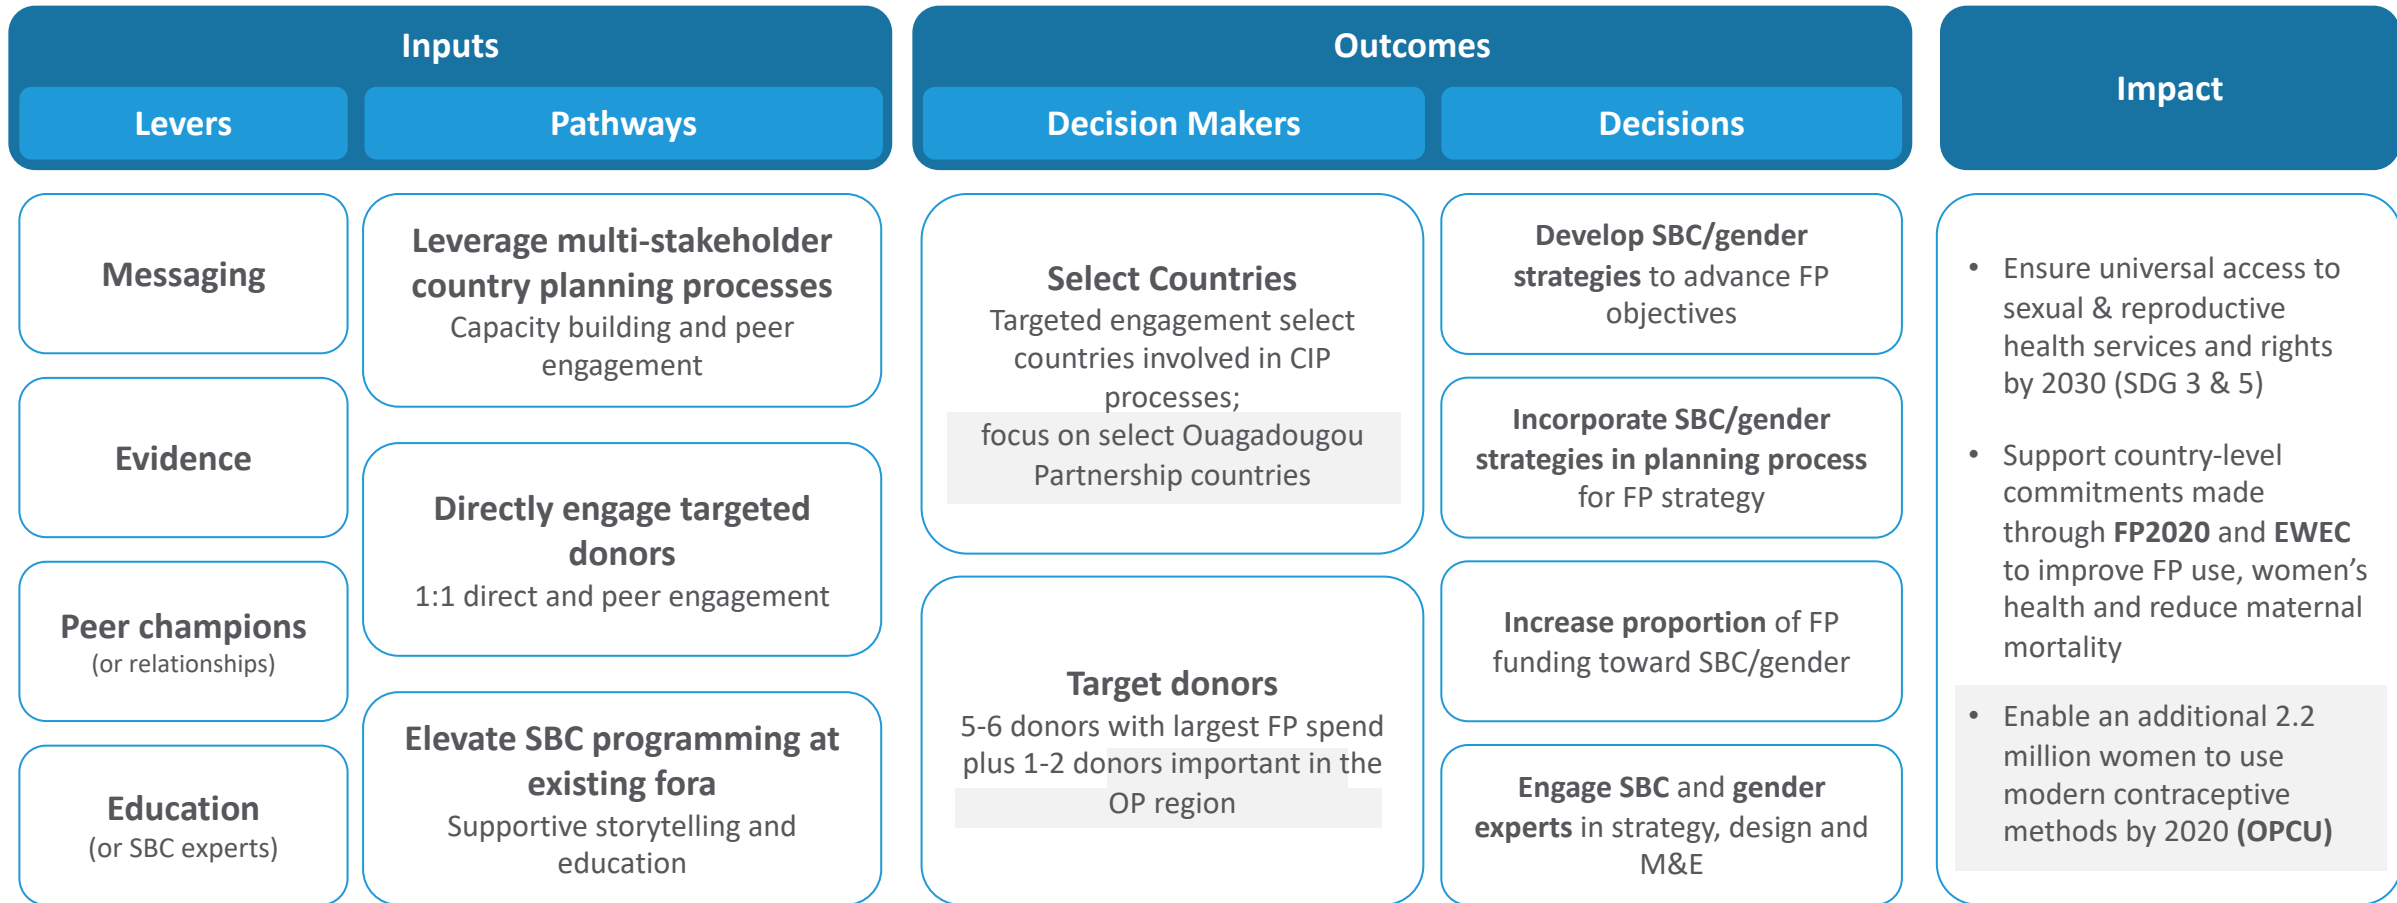 Inputs
Levers
Pathways
Outcomes
Decision Makers
Decisions
Impact
Messaging
Evidence
Peer champions
(or relationships)
Education
(or SBC experts)
Leverage multi-stakeholder
country planning processes
Capacity building and peer
engagement
Directly engage targeted
donors
1:1 direct and peer engagement
Elevate SBC programming at
existing fora
Supportive storytelling and
education
Select Countries
Targeted engagement select
countries involved in CIP
processes;
focus on select Ouagadougou
Partnership countries
Target donors
5-6 donors with largest FP spend
plus 1-2 donors important in the
OP region
Develop SBC/gender
strategies to advance FP
objectives
Incorporate SBC/gender
strategies in planning process
for FP strategy
Increase proportion of FP
funding toward SBC/gender
Engage SBC and gender
experts in strategy, design and
M&E
• Ensure universal access to
sexual & reproductive
health services and rights
by 2030 (SDG 3 & 5)
• Support country-level
commitments made
through FP2020 and EWEC
to improve FP use, women’s
health and reduce maternal
mortality
• Enable an additional 2.2
million women to use
modern contraceptive
methods by 2020 (OPCU)